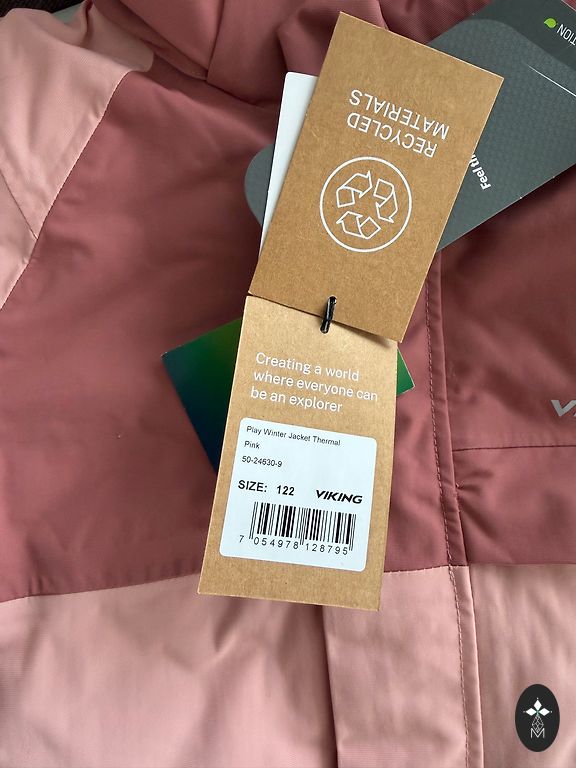 RECYCLED
MATERIALS
Creating a world
where everyone can
be an explorer
Play Winter Jacket Thermal
Pink
50-24630-9
SIZE: 122 VIKING
7 054978 128795
M